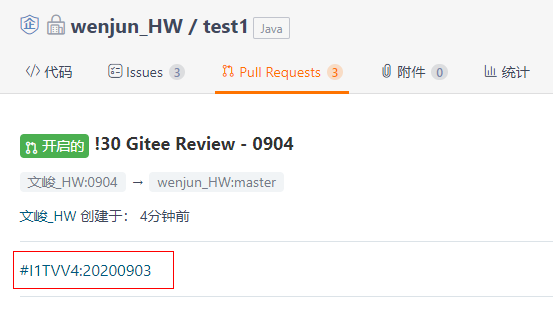 企 wenjun_HW / test1 Java
代码 Issues 3 Pull Requests 3 附件 0 统计
开启的 !30 Gitee Review - 0904
文峻_HW:0904 → wenjun_HW:master
文峻_HW 创建于： 4分钟前
#I1TVV4:20200903